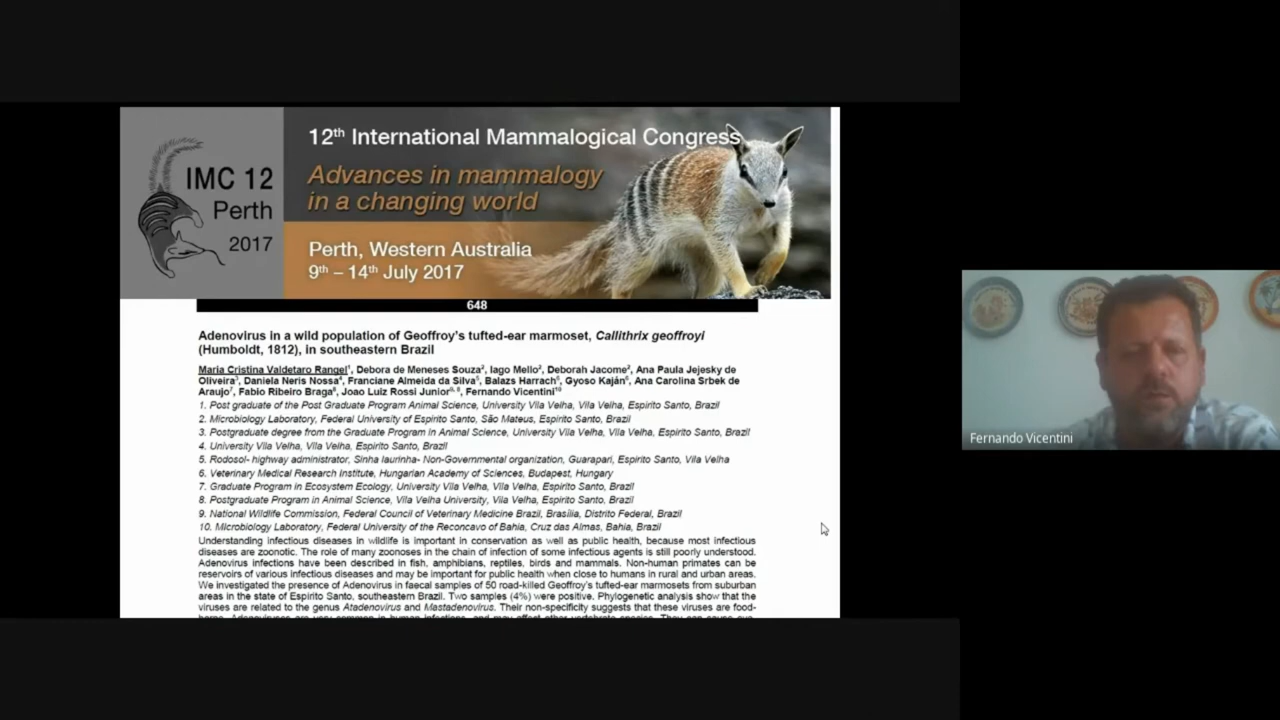 12th International Mammalogical Congress
Advances in mammalogy
in a changing world
IMC 12
Perth
2017
Perth, Western Australia
9th – 14th July 2017
648
Adenovirus in a wild population of Geoffroy's tufted-ear marmoset, Callithrix geoffroyi
(Humboldt, 1812), in southeastern Brazil
Maria Cristina Valdetaro Rangel1, Debora de Meneses Souza2, Iago Mello2, Deborah Jacome2, Ana Paula Jejesky de
Oliveira3, Daniela Neris Nossa4, Franciane Almeida da Silva5, Balazs Harrach6, Gyoso Kaján6, Ana Carolina Srbek de
Araujo7, Fabio Ribeiro Braga8, Joao Luiz Rossi Junior9, 8, Fernando Vicentini10
1. Post graduate of the Post Graduate Program Animal Science, University Vila Velha, Vila Velha, Espirito Santo, Brazil
2. Microbiology Laboratory, Federal University of Espirito Santo, São Mateus, Espirito Santo, Brazil
3. Postgraduate degree from the Graduate Program in Animal Science, University Vila Velha, Vila Velha, Espirito Santo, Brazil
4. University Vila Velha, Vila Velha, Espirito Santo, Brazil
5. Rodosol- highway administrator, Sinha laurinha- Non-Governmental organization, Guarapari, Espirito Santo, Vila Velha
6. Veterinary Medical Research Institute, Hungarian Academy of Sciences, Budapest, Hungary
7. Graduate Program in Ecosystem Ecology, University Vila Velha, Vila Velha, Espirito Santo, Brazil
8. Postgraduate Program in Animal Science, Vila Velha University, Vila Velha, Espirito Santo, Brazil
9. National Wildlife Commission, Federal Council of Veterinary Medicine Brazil, Brasília, Distrito Federal, Brazil
10. Microbiology Laboratory, Federal University of the Reconcavo of Bahia, Cruz das Almas, Bahia, Brazil
Understanding infectious diseases in wildlife is important in conservation as well as public health, because most infectious
diseases are zoonotic. The role of many zoonoses in the chain of infection of some infectious agents is still poorly understood.
Adenovirus infections have been described in fish, amphibians, reptiles, birds and mammals. Non-human primates can be
reservoirs of various infectious diseases and may be important for public health when close to humans in rural and urban areas.
We investigated the presence of Adenovirus in faecal samples of 50 road-killed Geoffroy's tufted-ear marmosets from suburban
areas in the state of Espirito Santo, southeastern Brazil. Two samples (4%) were positive. Phylogenetic analysis show that the
viruses are related to the genus Atadenovirus and Mastadenovirus. Their non-specificity suggests that these viruses are food-
Fernando Vicentini